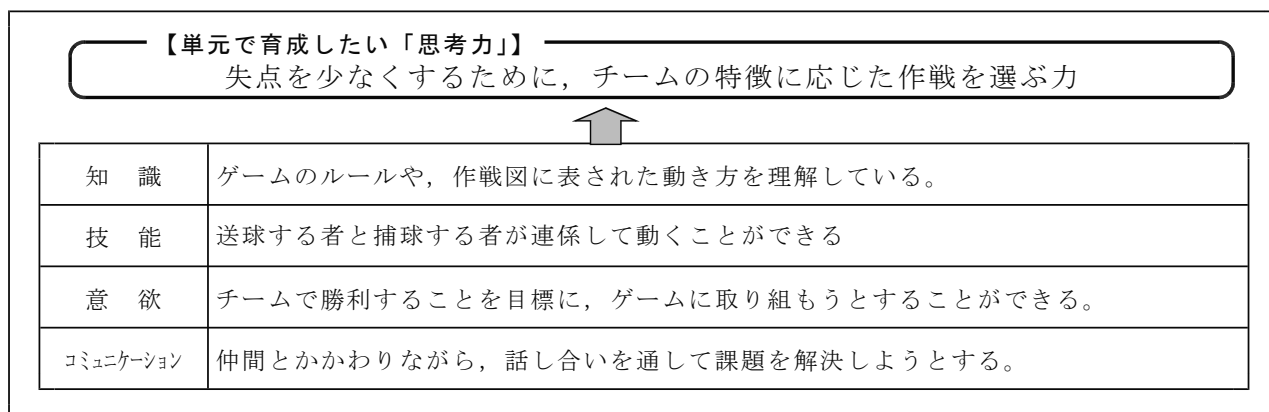 【単元で育成したい「思考力」】
失点を少なくするために，チームの特徴に応じた作戦を選ぶ力
知　識　ゲームのルールや，作戦図に表された動き方を理解している。
技　能　送球する者と捕球する者が連係して動くことができる
意　欲　チームで勝利することを目標に，ゲームに取り組もうとすることができる。
ｺﾐｭﾆｹｰｼｮﾝ　仲間とかかわりながら，話し合いを通して課題を解決しようとする。